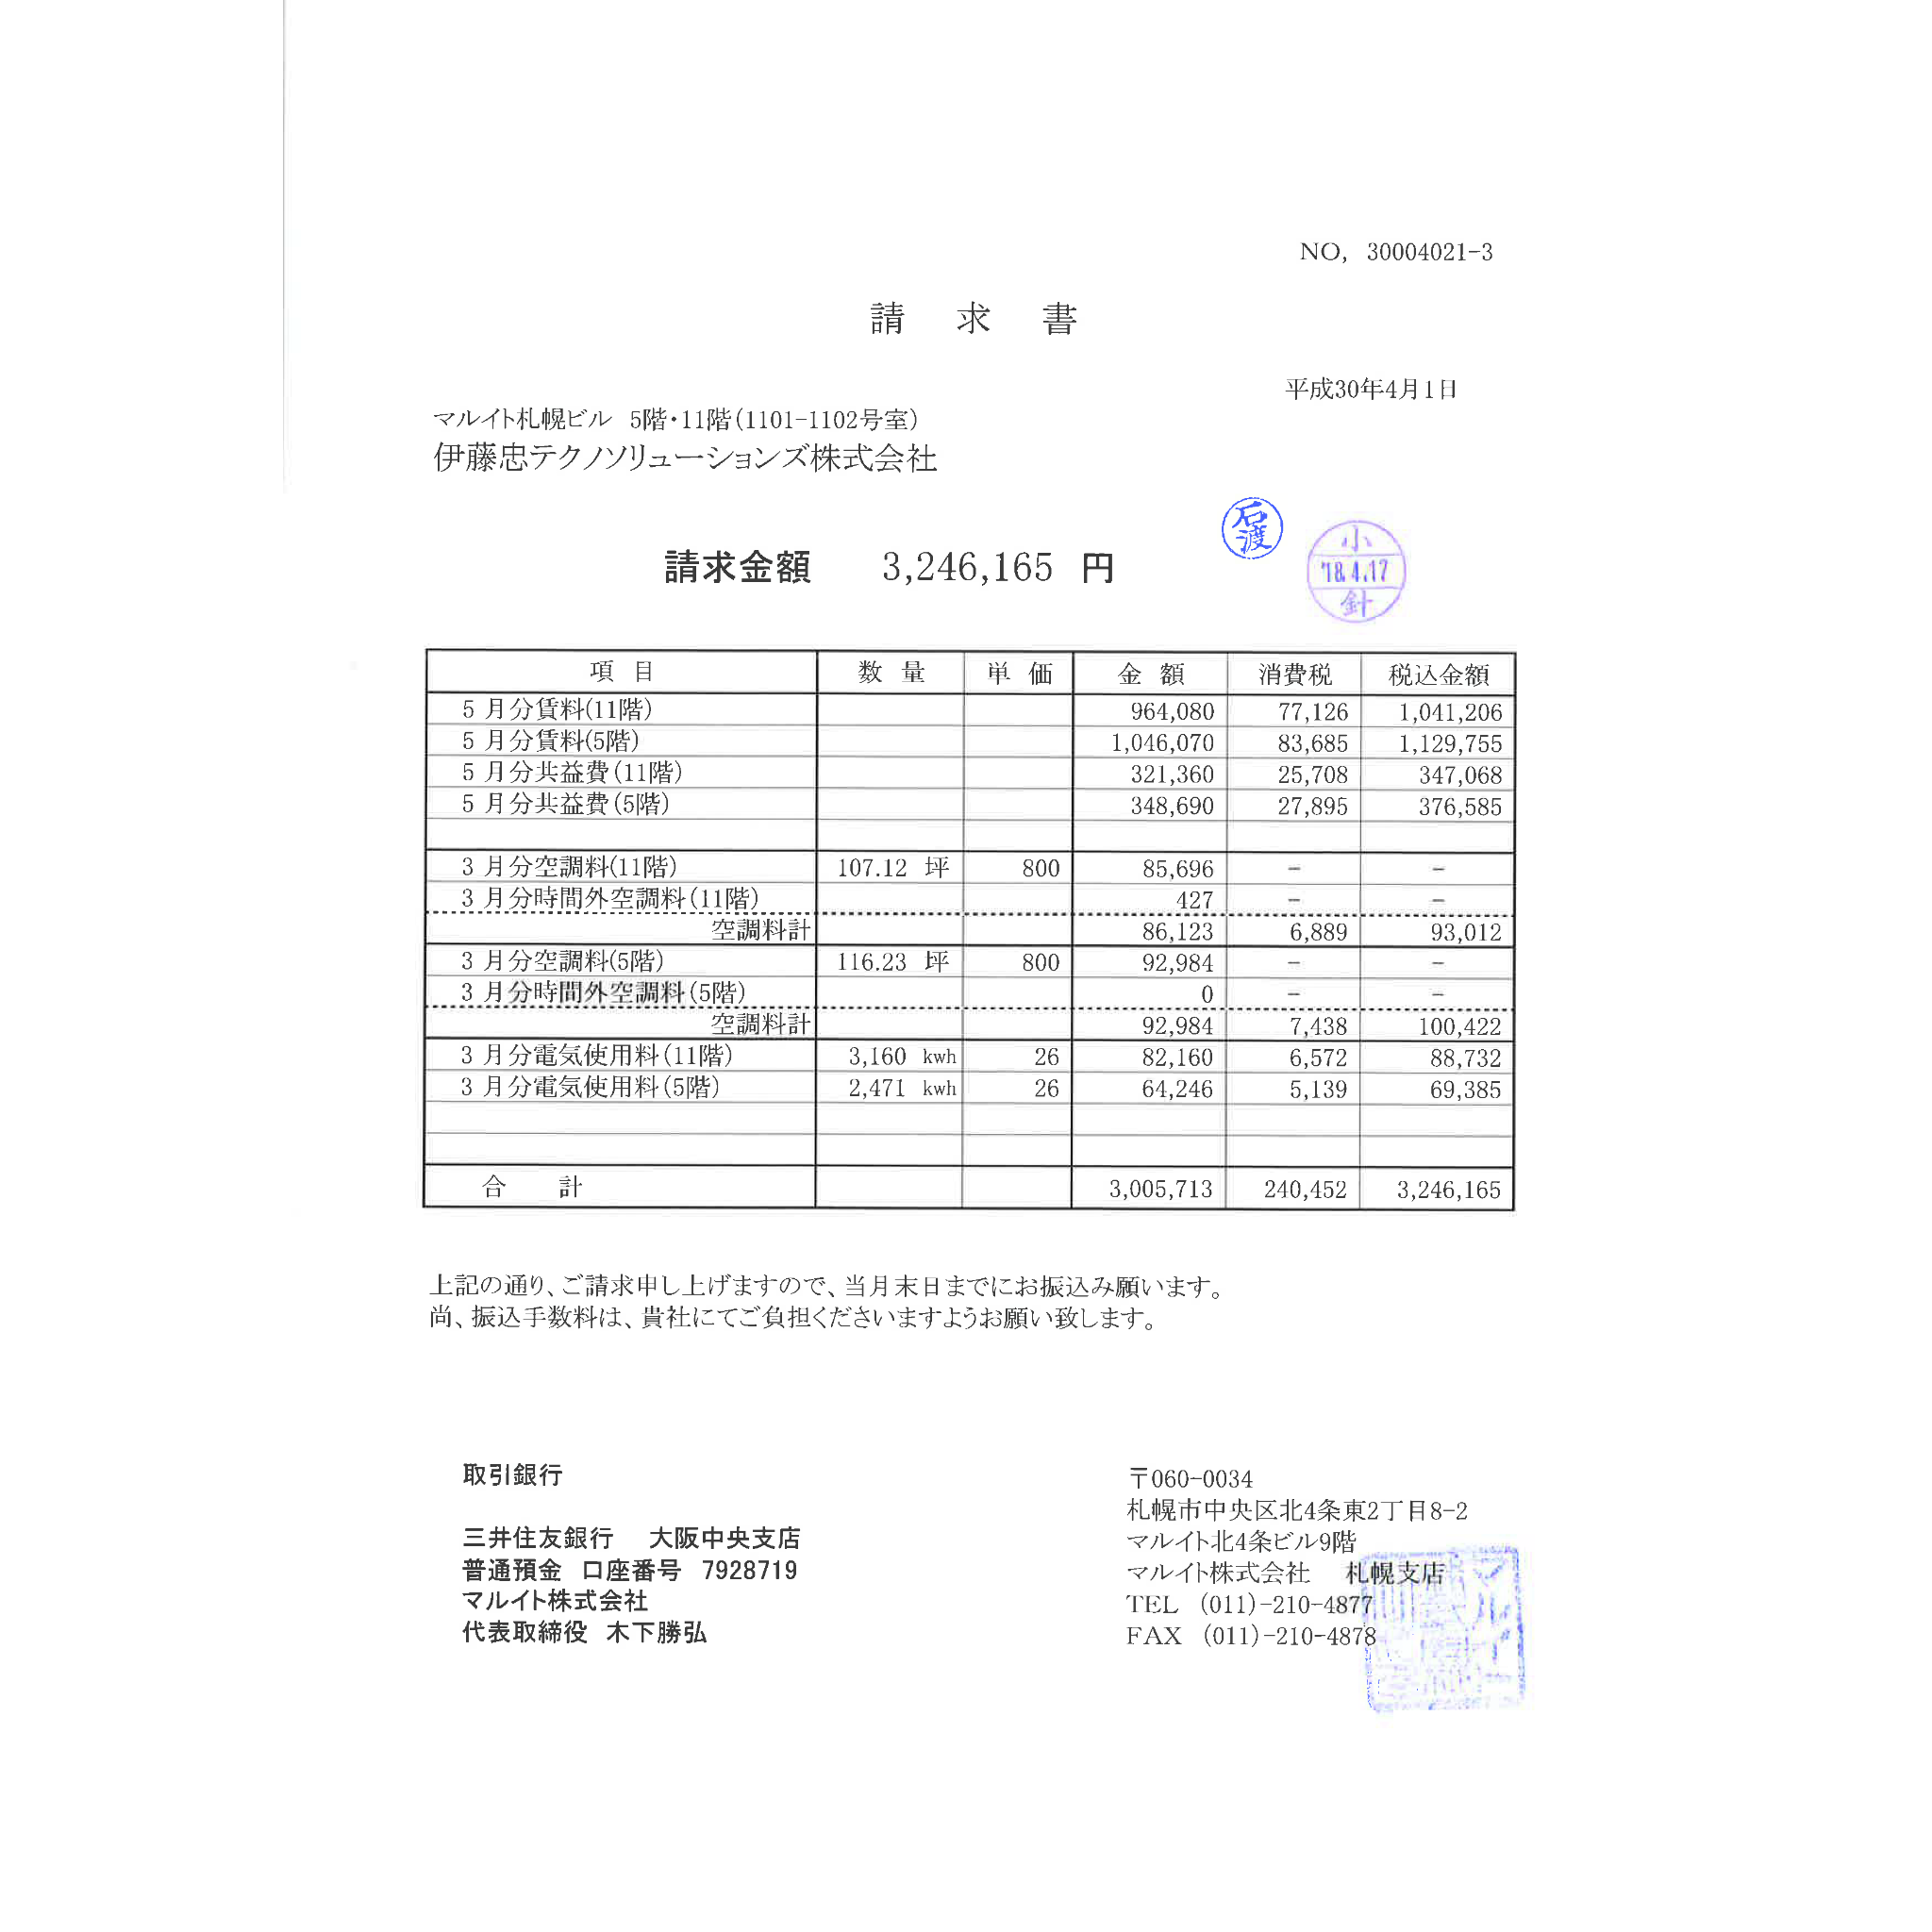 NO, 30004021-3
請 求 書
平成30年4月1日
マルイト札幌ビル 5階・11階(1101-1102号室)
伊藤忠テクノソリューションズ株式会社
石渡
小
'18.4.17
針
請求金額 3,246,165 円
項 目 数 量 単 価 金 額 消費税 税込金額
5 月分賃料(11階) 964,080 77,126 1,041,206
5 月分賃料(5階) 1,046,070 83,685 1,129,755
5 月分共益費(11階) 321,360 25,708 347,068
5 月分共益費(5階) 348,690 27,895 376,585
3 月分空調料(11階) 107.12 坪 800 85,696 − −
3 月分時間外空調料(11階) 427 − −
空調料計 86,123 6,889 93,012
3 月分空調料(5階) 116.23 坪 800 92,984 − −
3 月分時間外空調料(5階) 0 − −
空調料計 92,984 7,438 100,422
3 月分電気使用料(11階) 3,160 kwh 26 82,160 6,572 88,732
3 月分電気使用料(5階) 2,471 kwh 26 64,246 5,139 69,385
合 計 3,005,713 240,452 3,246,165
上記の通り、ご請求申し上げますので、当月末日までにお振込み願います。
尚、振込手数料は、貴社にてご負担くださいますようお願い致します。
取引銀行
三井住友銀行 大阪中央支店
普通預金 口座番号 7928719
マルイト株式会社
代表取締役 木下勝弘
〒060-0034
札幌市中央区北4条東2丁目8-2
マルイト北4条ビル9階
マルイト株式会社 札幌支店
TEL (011)-210-4877
FAX (011)-210-4878